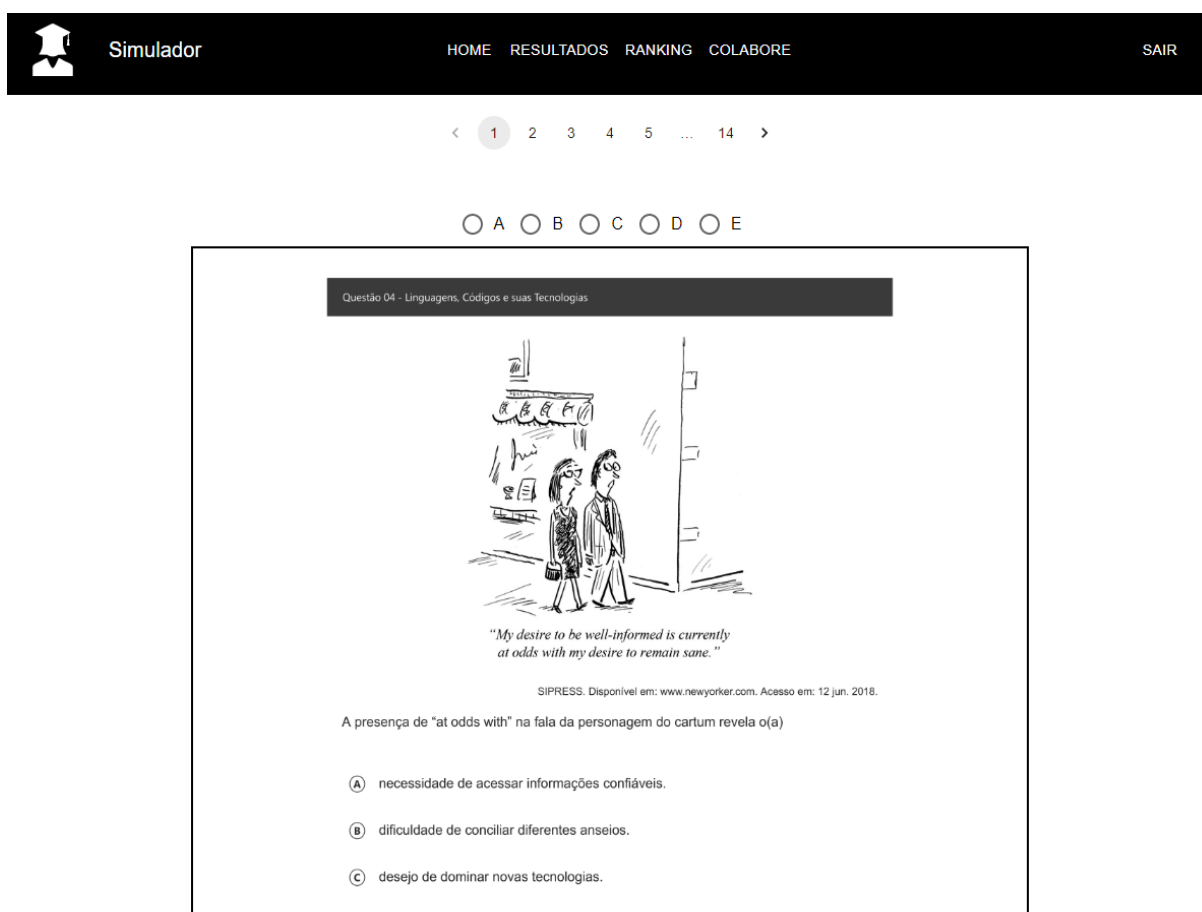 Simulador HOME RESULTADOS RANKING COLABORE SAIR
< 1 2 3 4 5 ... 14 >
A B C D E
Questão 04 - Linguagens, Códigos e suas Tecnologias
“My desire to be well-informed is currently
at odds with my desire to remain sane.”
SIPRESS. Disponível em: www.newyorker.com. Acesso em: 12 jun. 2018.
A presença de “at odds with” na fala da personagem do cartum revela o(a)
A necessidade de acessar informações confiáveis.
B dificuldade de conciliar diferentes anseios.
C desejo de dominar novas tecnologias.